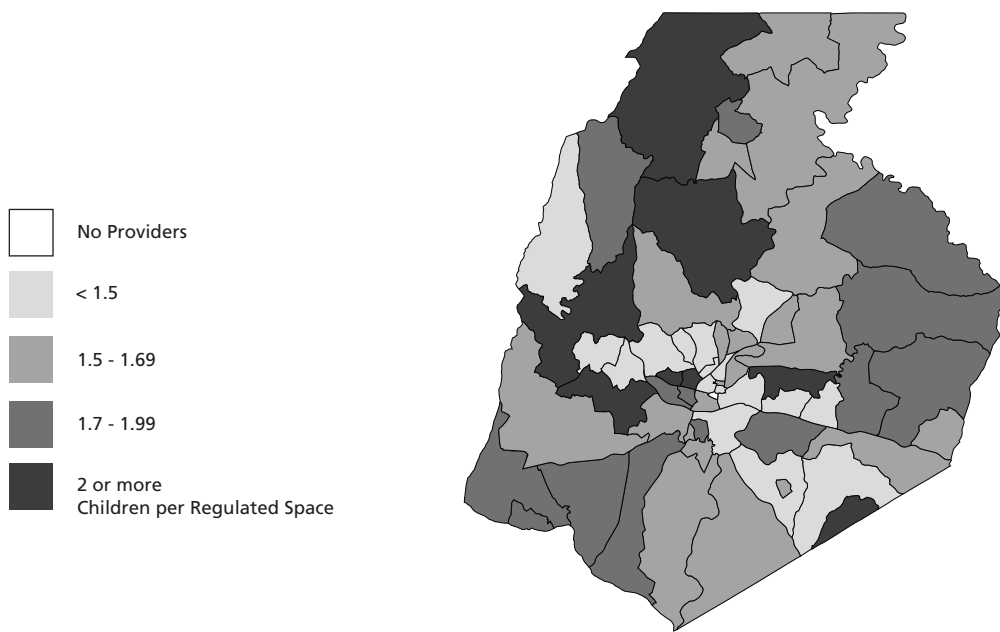 No Providers
< 1.5
1.5 - 1.69
1.7 - 1.99
2 or more
Children per Regulated Space